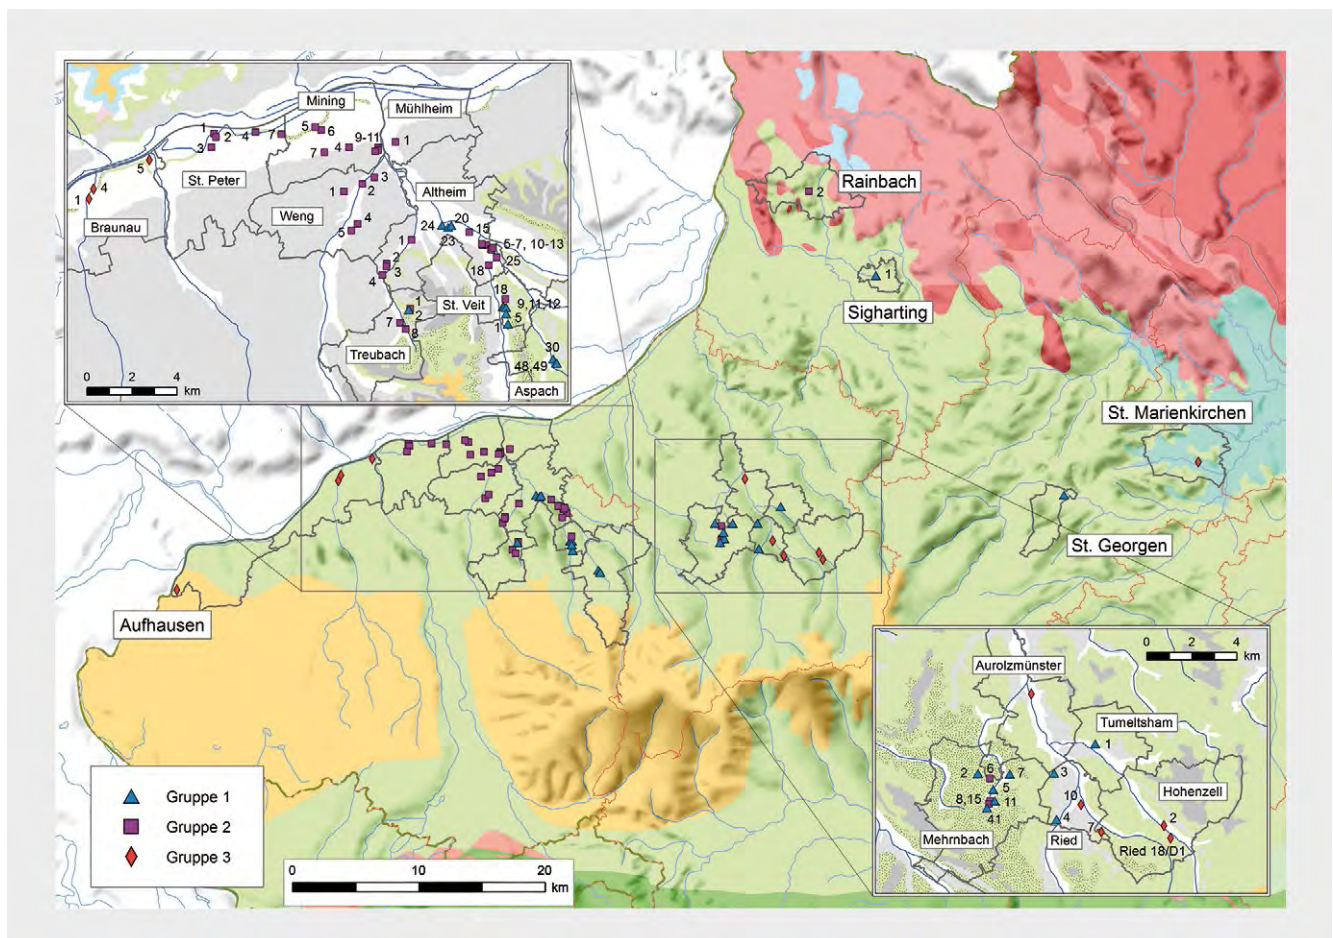 Mining
Mühlheim
1
2
4
7
5
6
9-11
1
3
7
4
5
St. Peter
3
2
1
4
1
Altheim
Weng
4
5
24
20
23
15
Braunau
1
5-7, 10-13
25
2
3
4
18
18
St. Veit
1
2
9,11,12
5
1
7
8
Treubach
30
48,49
Aspach
0 2 4
km
Rainbach
2
1
Sigharting
St. Marienkirchen
St. Georgen
Aufhausen
0 2 4
km
Aurolzmünster
Tumeltsham
1
2
6
7
3
Hohenzell
5
8,15
11
10
41
4
7
2
Mehrnbach
Ried
Ried 18/D1
Gruppe 1
Gruppe 2
Gruppe 3
0 10 20
km